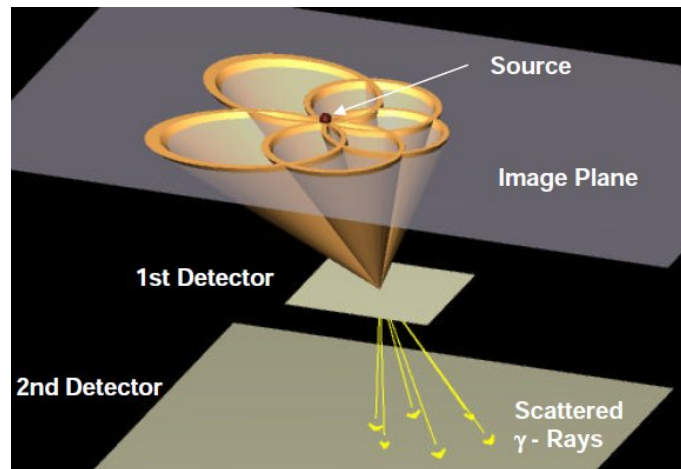 Source
Image Plane
1st Detector
2nd Detector
Scattered
γ - Rays